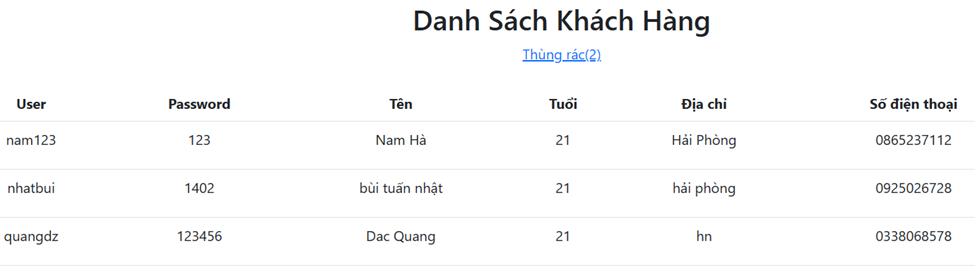 Danh Sách Khách Hàng
Thùng rác(2)
User Password Tên Tuổi Địa chỉ Số điện thoại
nam123 123 Nam Hà 21 Hải Phòng 0865237112
nhatbui 1402 bùi tuấn nhật 21 hải phòng 0925026728
quangdz 123456 Dac Quang 21 hn 0338068578